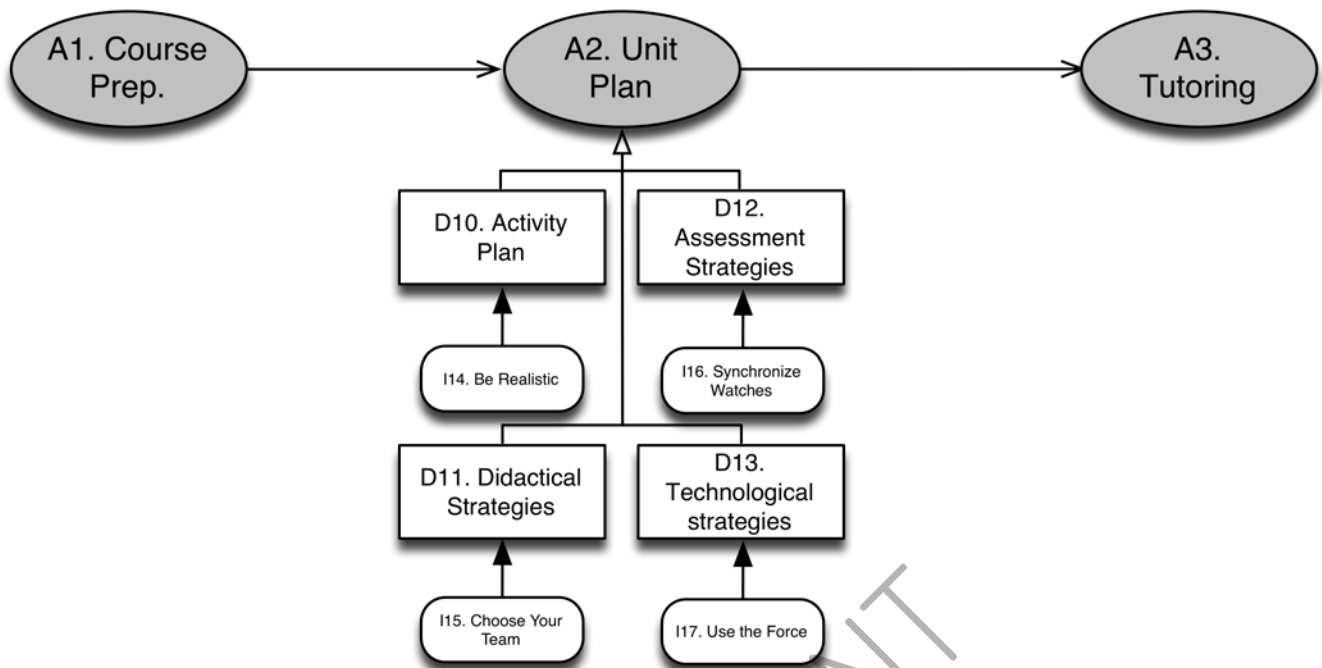 A1. Course
Prep.
A2. Unit
Plan
A3.
Tutoring
D10. Activity
Plan
D12.
Assessment
Strategies
I14. Be Realistic
I16. Synchronize
Watches
D11. Didactical
Strategies
D13.
Technological
strategies
I15. Choose Your
Team
I17. Use the Force